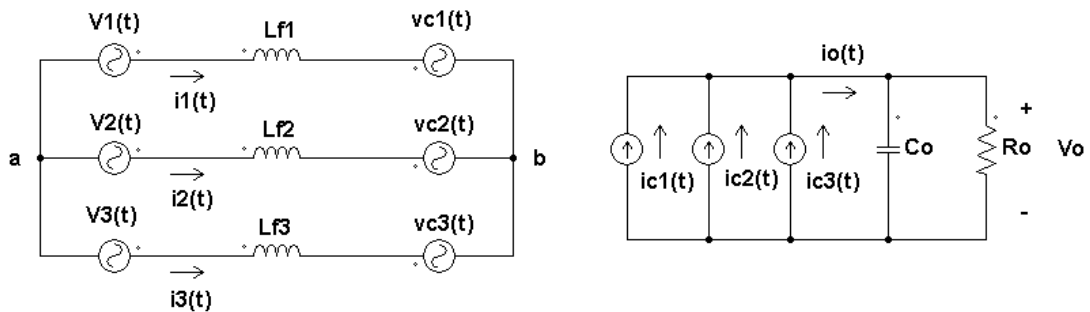 V1(t)
Lf1
vc1(t)
i1(t)
V2(t)
Lf2
vc2(t)
a
b
i2(t)
V3(t)
Lf3
vc3(t)
i3(t)
io(t)
ic1(t)
ic2(t)
ic3(t)
Co
Ro
+
Vo
-